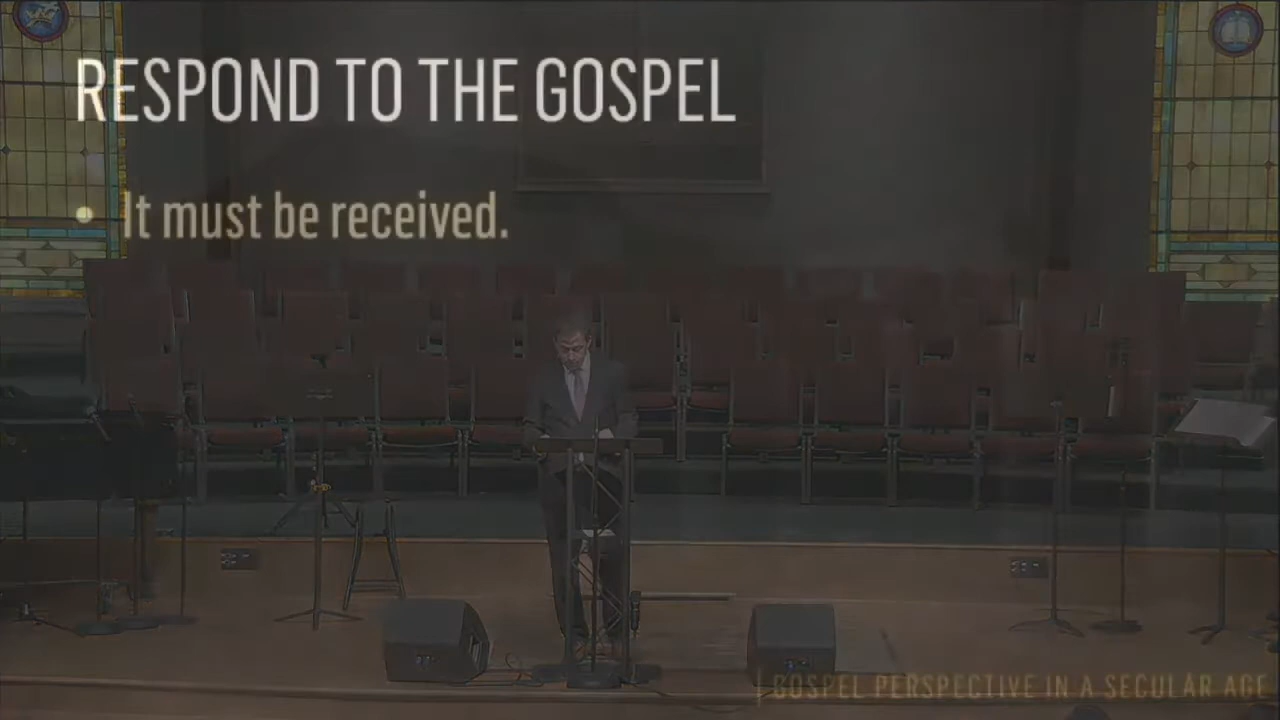 RESPOND TO THE GOSPEL
• It must be received.
| GOSPEL PERSPECTIVE IN A SECULAR AGE